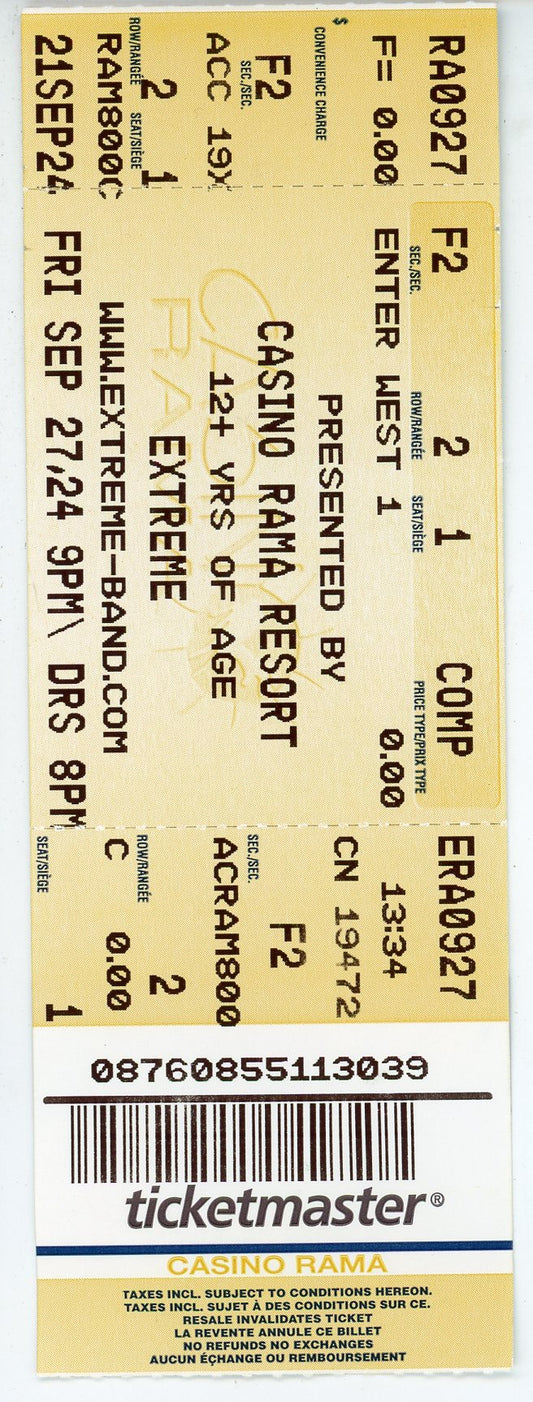 RA0927
F= 0.00
$ CONVENIENCE CHARGE
F2
SEC./SEC.
ACC 19X
2 1
ROW/RANGÉE SEAT/SIÈGE
RAM800C
21SEP24
F2 2 1 COMP
SEC./SEC. ROW/RANGÉE SEAT/SIÈGE PRICE TYPE/PRIX TYPE
ENTER WEST 1 0.00
PRESENTED BY
CASINO RAMA RESORT
12+ YRS OF AGE
EXTREME
WWW.EXTREME-BAND.COM
FRI SEP 27,24 9PM\ DRS 8PM
CASINO
RAMA
ERA0927
13:34
CN 19472
F2
SEC./SEC.
ACRAM800
2
ROW/RANGÉE
C 0.00
1
SEAT/SIÈGE
08760855113039
ticketmaster®
CASINO RAMA
TAXES INCL. SUBJECT TO CONDITIONS HEREON.
TAXES INCL. SUJET À DES CONDITIONS SUR CE.
RESALE INVALIDATES TICKET
LA REVENTE ANNULE CE BILLET
NO REFUNDS NO EXCHANGES
AUCUN ÉÇHANGE OU REMBOURSEMENT